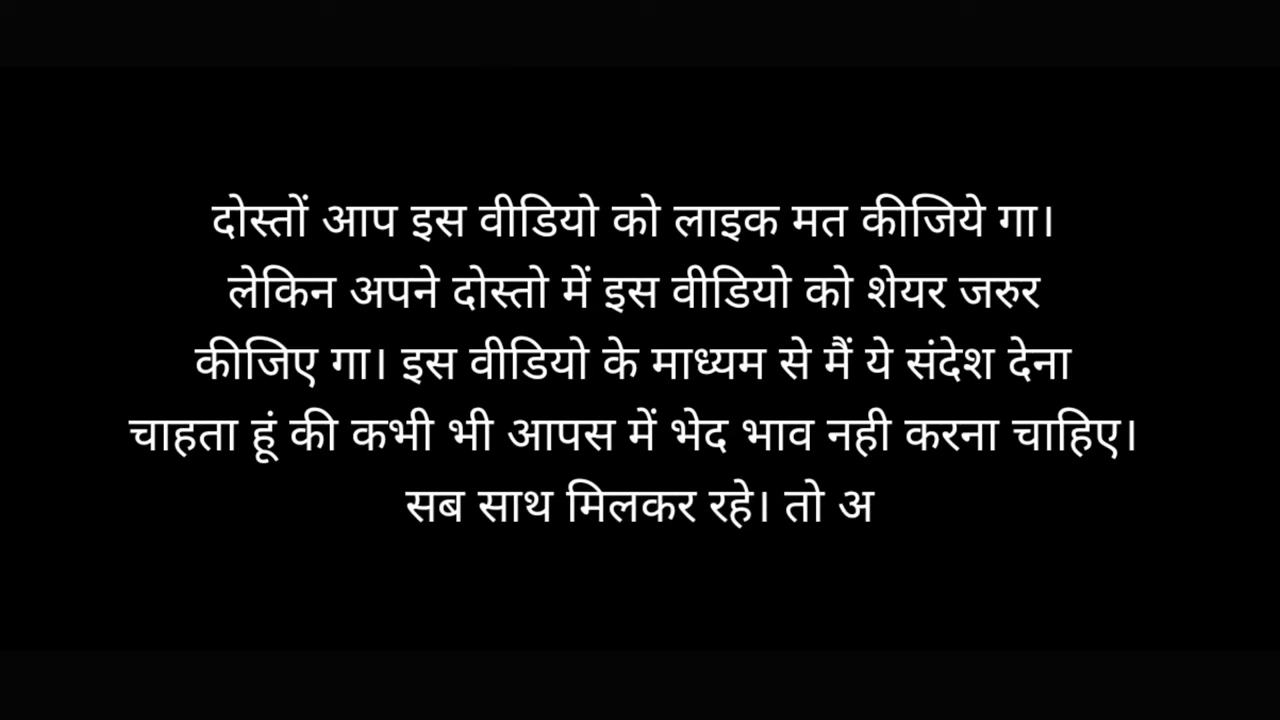 दोस्तों आप इस वीडियो को लाइक मत कीजिये गा।
लेकिन अपने दोस्तो में इस वीडियो को शेयर जरुर
कीजिए गा। इस वीडियो के माध्यम से मैं ये संदेश देना
चाहता हूं की कभी भी आपस में भेद भाव नही करना चाहिए।
सब साथ मिलकर रहे। तो अ